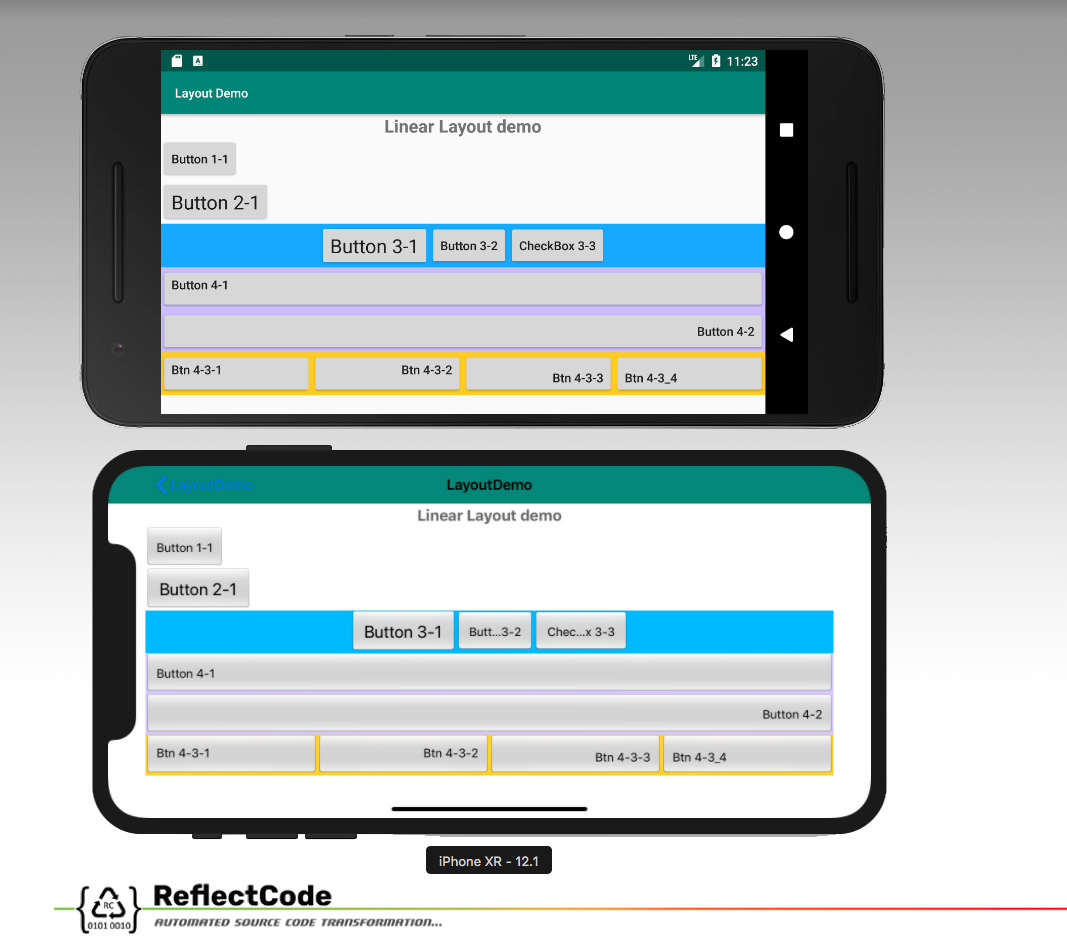 LTE 11:23
A
Layout Demo
Linear Layout demo
Button 1-1
Button 2-1
Button 3-1 Button 3-2 CheckBox 3-3
Button 4-1
Button 4-2
Btn 4-3-1 Btn 4-3-2 Btn 4-3-3 Btn 4-3_4
LayoutDemo LayoutDemo
Linear Layout demo
Button 1-1
Button 2-1
Button 3-1 Butt...3-2 Chec...x 3-3
Button 4-1
Button 4-2
Btn 4-3-1 Btn 4-3-2 Btn 4-3-3 Btn 4-3_4
iPhone XR - 12.1
RC
0101 0010
ReflectCode
AUTOMATED SOURCE CODE TRANSFORMATION...